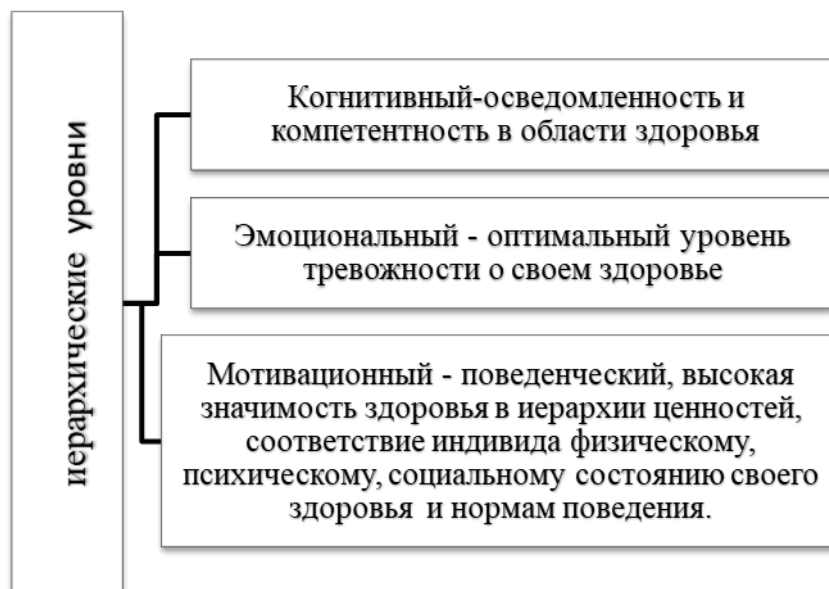 иерархические уровни
Когнитивный-осведомленность и
компетентность в области здоровья
Эмоциональный - оптимальный уровень
тревожности о своем здоровье
Мотивационный - поведенческий, высокая
значимость здоровья в иерархии ценностей,
соответствие индивида физическому,
психическому, социальному состоянию своего
здоровья и нормам поведения.